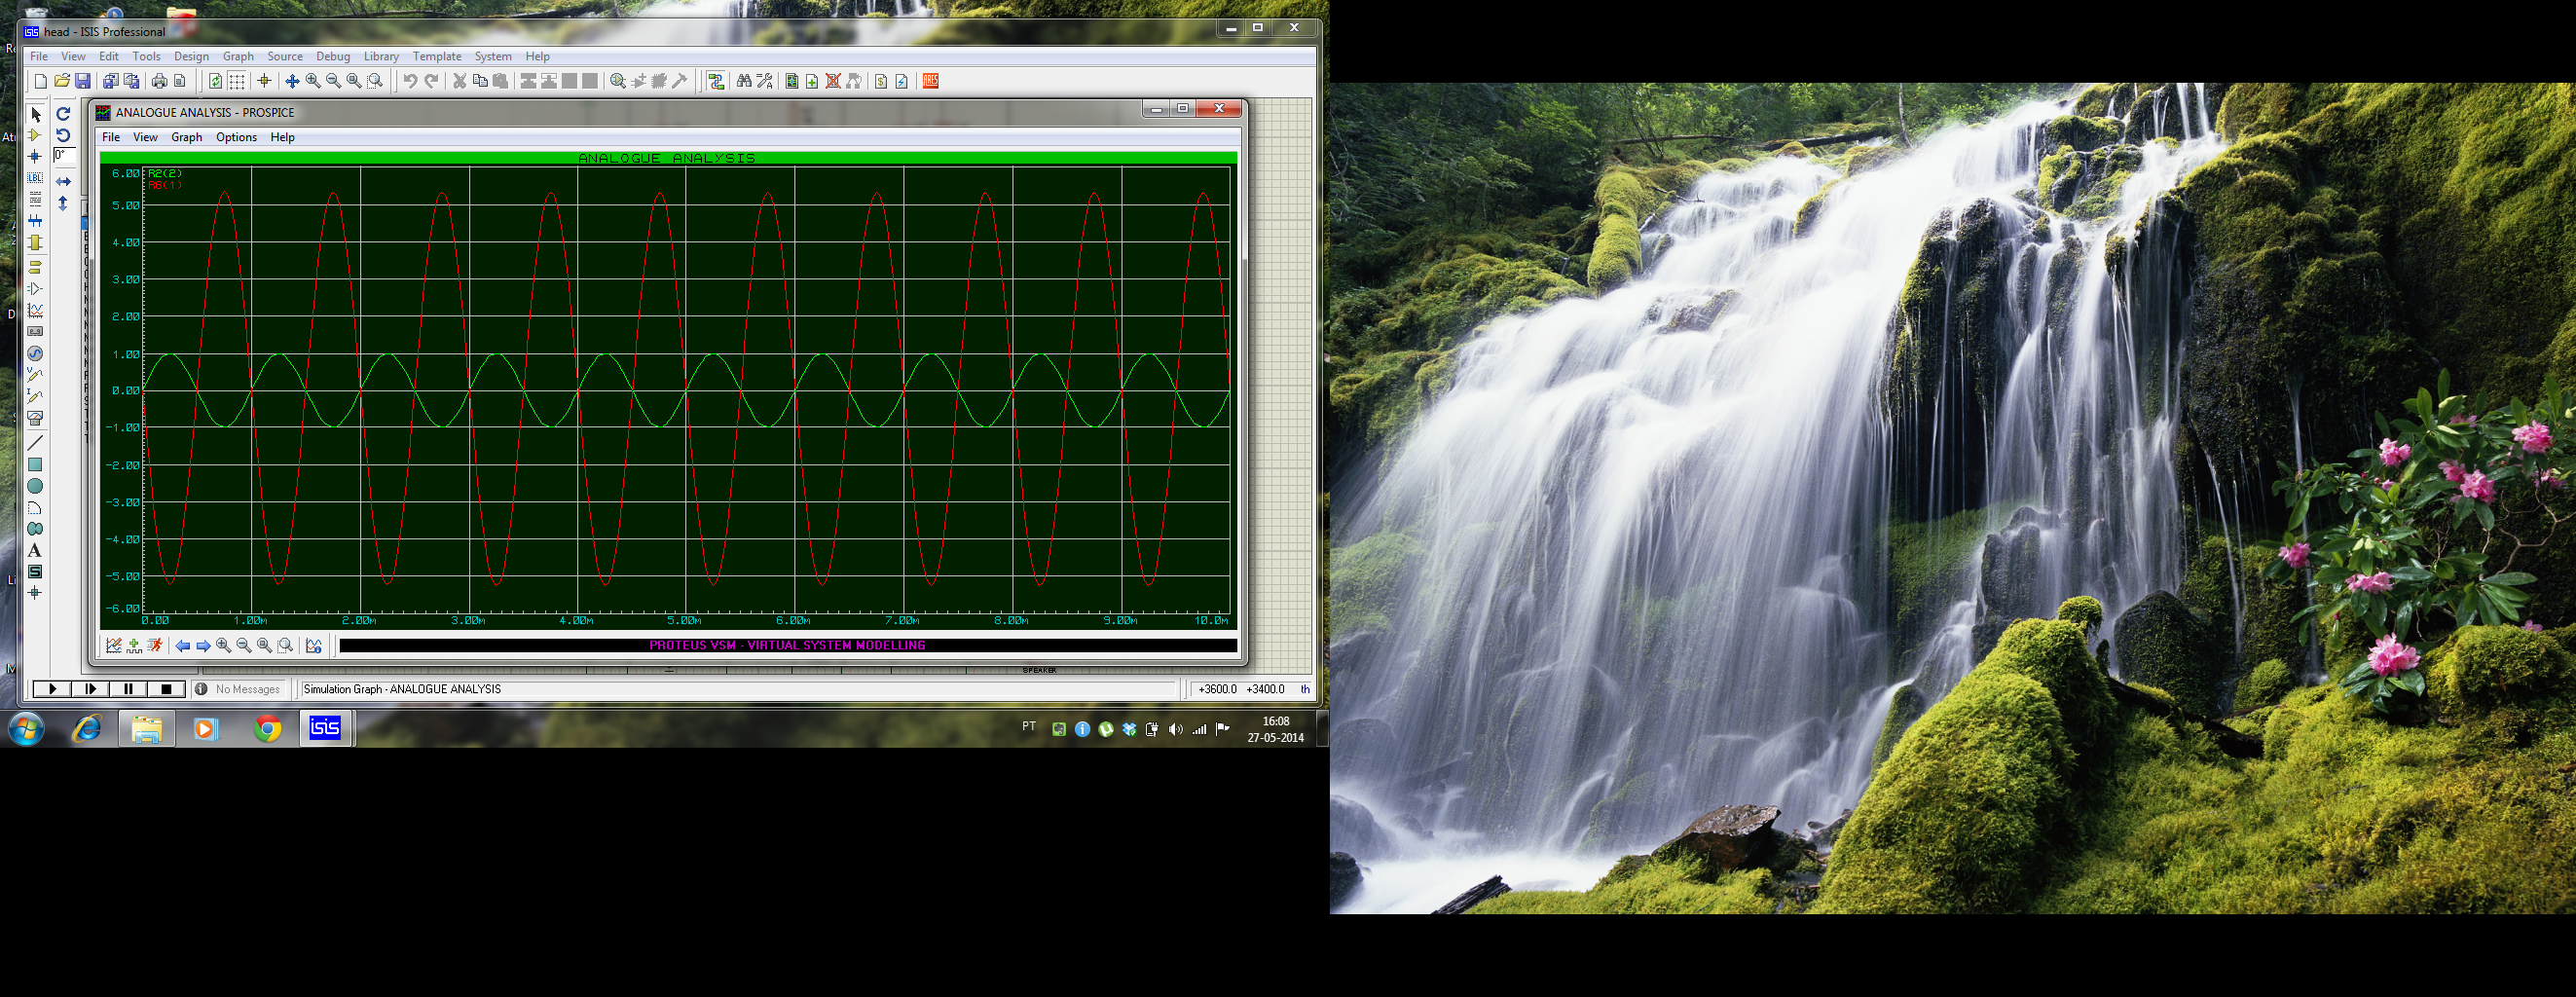 head - ISIS Professional
File View Edit Tools Design Graph Source Debug Library Template System Help
ANALOGUE ANALYSIS - PROSPICE
File View Graph Options Help
ANALOGUE ANALYSIS
R2(2)
R6(1)
6.00
5.00
4.00
3.00
2.00
1.00
0.00
-1.00
-2.00
-3.00
-4.00
-5.00
-6.00
0.00 1.00m 2.00m 3.00m 4.00m 5.00m 6.00m 7.00m 8.00m 9.00m 10.0m
PROTEUS VSM - VIRTUAL SYSTEM MODELLING
SPEAKER
0°
LBL
A
S
ARES
No Messages
Simulation Graph - ANALOGUE ANALYSIS
+3600.0 +3400.0 th
isis
PT
16:08
27-05-2014